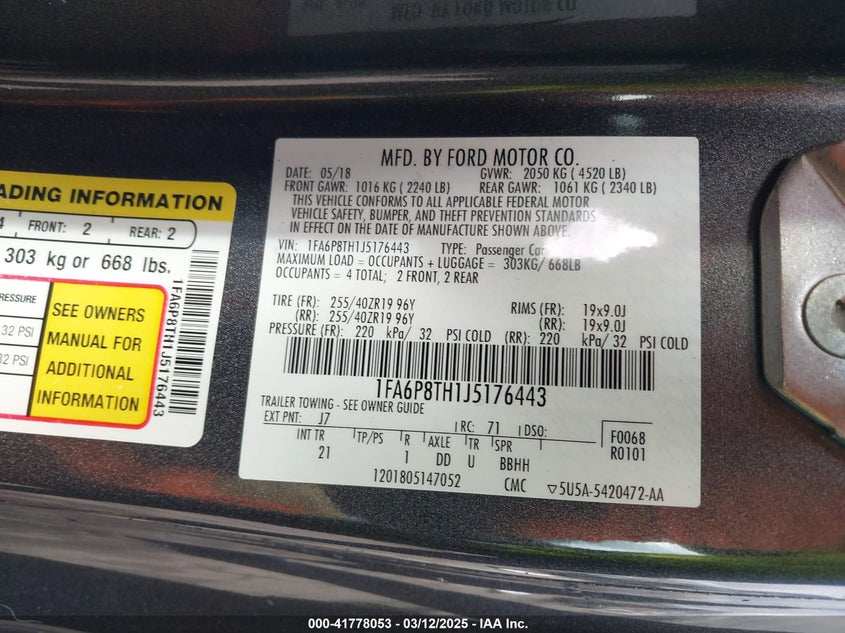 MFD. BY FORD MOTOR CO.
DATE: 05/18 GVWR: 2050 KG ( 4520 LB)
FRONT GAWR: 1016 KG ( 2240 LB) REAR GAWR: 1061 KG ( 2340 LB)
THIS VEHICLE CONFORMS TO ALL APPLICABLE FEDERAL MOTOR
VEHICLE SAFETY, BUMPER, AND THEFT PREVENTION STANDARDS
IN EFFECT ON THE DATE OF MANUFACTURE SHOWN ABOVE.
VIN: 1FA6P8TH1J5176443 TYPE: Passenger Car
MAXIMUM LOAD = OCCUPANTS + LUGGAGE = 303KG/ 668LB
OCCUPANTS = 4 TOTAL; 2 FRONT, 2 REAR
TIRE (FR): 255/40ZR19 96Y RIMS (FR): 19x9.0J
(RR): 255/40ZR19 96Y (RR): 19x9.0J
PRESSURE (FR): 220 kPa/ 32 PSI COLD (RR): 220 kPa/ 32 PSI COLD
1FA6P8TH1J5176443
TRAILER TOWING - SEE OWNER GUIDE
EXT PNT: J7 RC: 71 DSO:
F0068
R0101
INT TR TP/PS R AXLE TR SPR
21 1 DD U BBHH
1201805147052 CMC ▽5U5A-5420472-AA
ADING INFORMATION
4 FRONT: 2 REAR: 2
303 kg or 668 lbs.
RESSURE
32 PSI
32 PSI
SEE OWNERS
MANUAL FOR
ADDITIONAL
INFORMATION
1FA6P8TH1J5176443
000-41778053 - 03/12/2025 - IAA Inc.